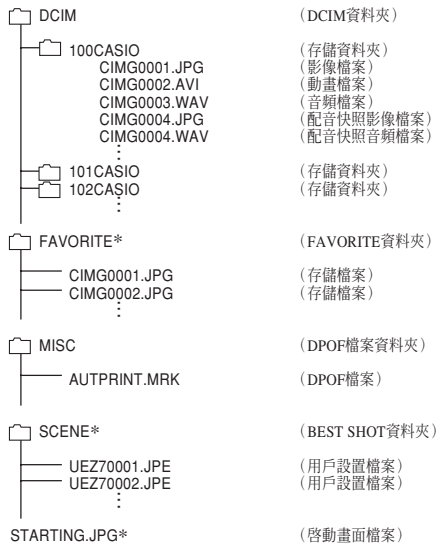 DCIM （DCIM資料夾）
100CASIO （存儲資料夾）
CIMG0001.JPG （影像檔案）
CIMG0002.AVI （動畫檔案）
CIMG0003.WAV （音頻檔案）
CIMG0004.JPG （配音快照影像檔案）
CIMG0004.WAV （配音快照音頻檔案）
101CASIO （存儲資料夾）
102CASIO （存儲資料夾）
FAVORITE* （FAVORITE資料夾）
CIMG0001.JPG （存儲檔案）
CIMG0002.JPG （存儲檔案）
MISC （DPOF檔案資料夾）
AUTPRINT.MRK （DPOF檔案）
SCENE* （BEST SHOT資料夾）
UEZ70001.JPE （用戶設置檔案）
UEZ70002.JPE （用戶設置檔案）
STARTING.JPG* （啓動畫面檔案）